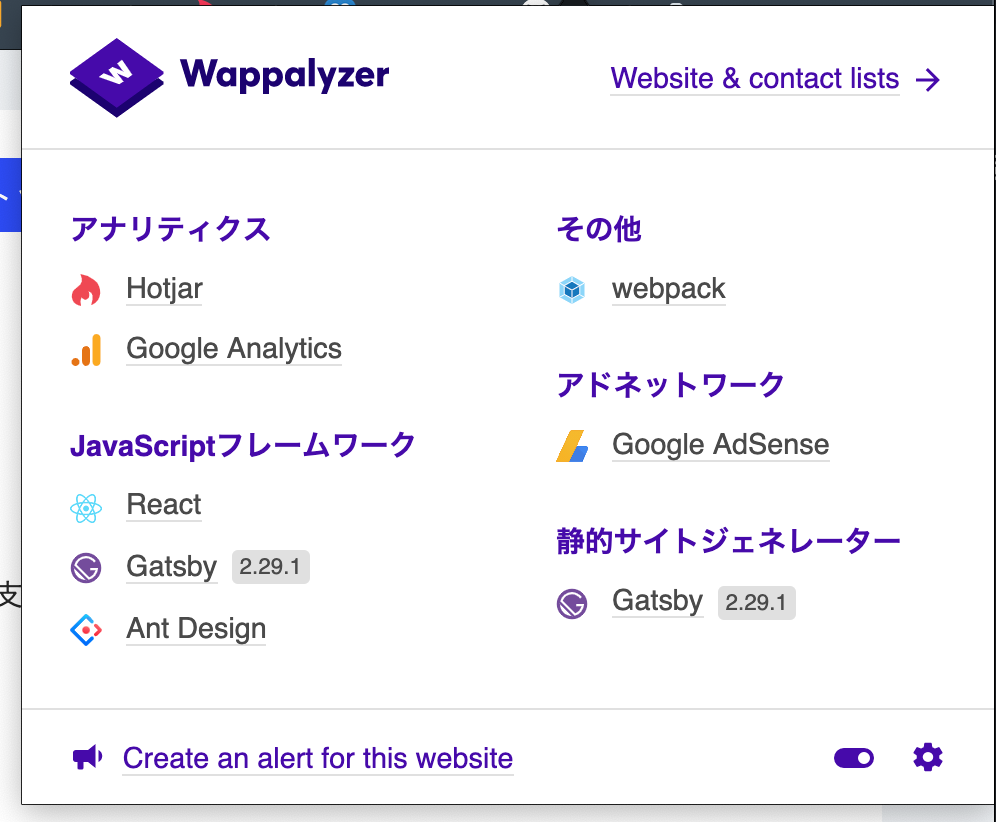 Wappalyzer
Website & contact lists
アナリティクス
Hotjar
Google Analytics
JavaScriptフレームワーク
React
Gatsby 2.29.1
Ant Design
その他
webpack
アドネットワーク
Google AdSense
静的サイトジェネレーター
Gatsby 2.29.1
支
Create an alert for this website